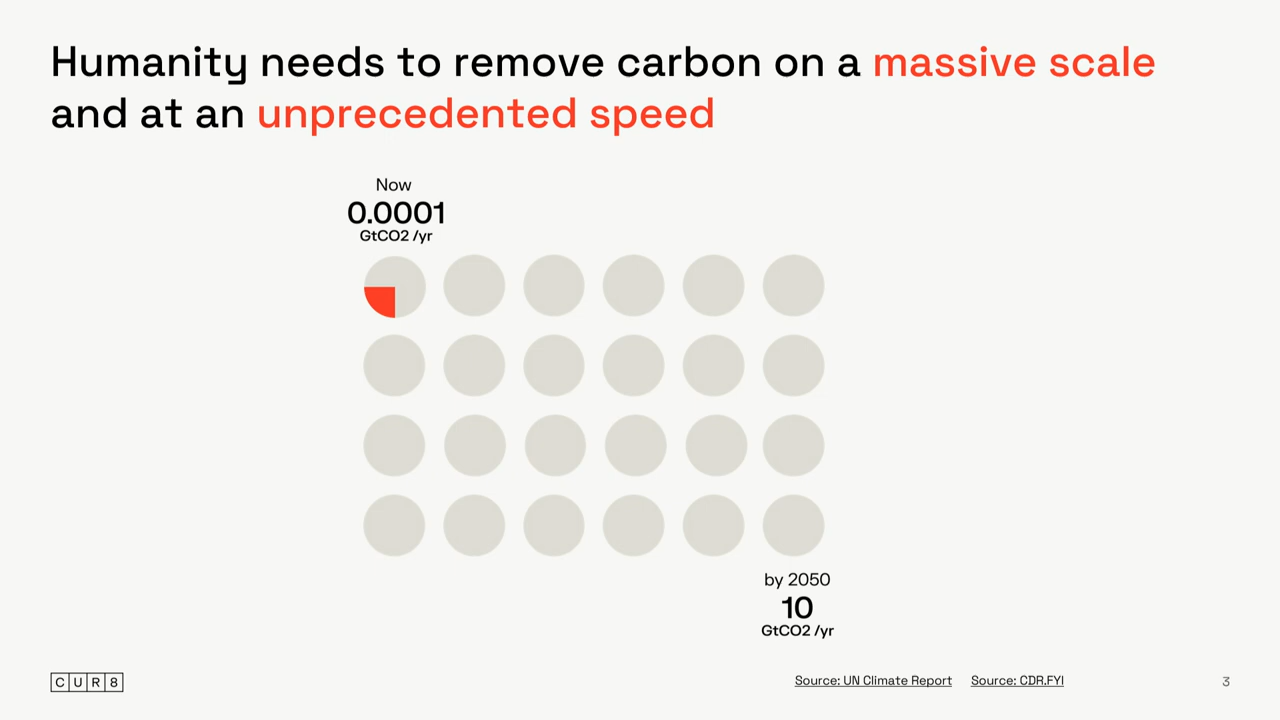 Humanity needs to remove carbon on a massive scale
and at an unprecedented speed
Now
0.0001
GtCO2 /yr
by 2050
10
GtCO2 /yr
CUR8
Source: UN Climate Report
Source: CDR.FYI
3